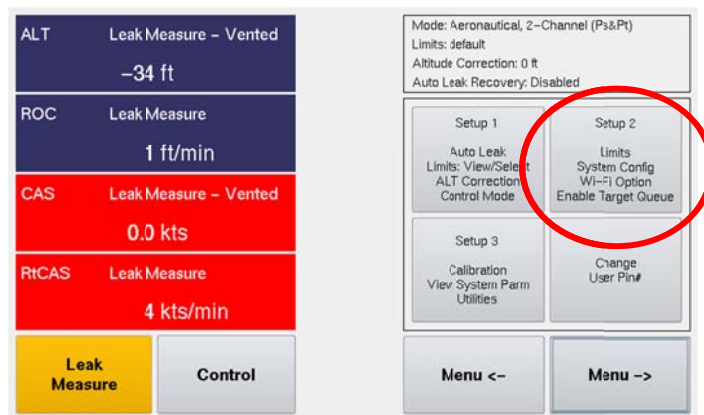 ALT Leak Measure – Vented
–34 ft
ROC Leak Measure
1 ft/min
CAS Leak Measure – Vented
0.0 kts
RtCAS Leak Measure
4 kts/min
Leak
Measure
Control
Mode: Aeronautical, 2–Channel (Ps&Pt)
Limits: default
Altitude Correction: 0 ft
Auto Leak Recovery: Disabled
Setup 1
Auto Leak
Limits: View/Select
ALT Correction
Control Mode
Setup 2
Limits
System Config
Wi–Fi Option
Enable Target Queue
Setup 3
Calibration
View System Parm
Utilities
Change
User Pin#
Menu <–
Menu –>